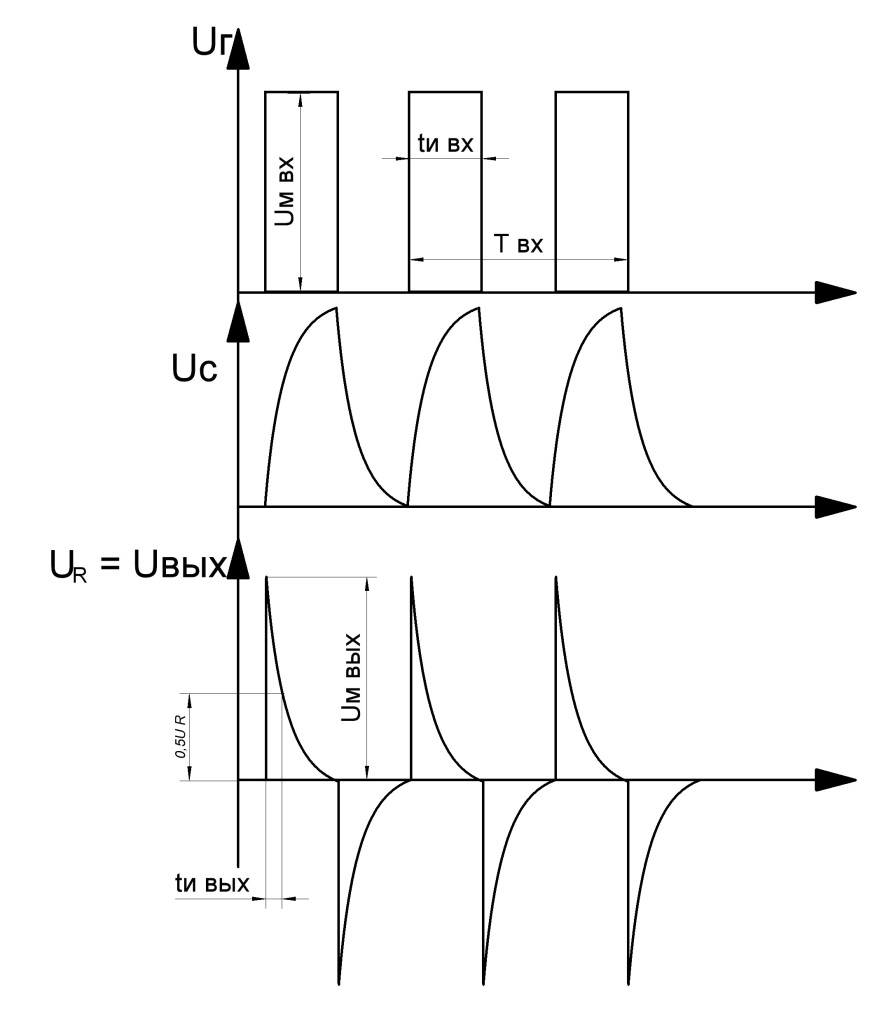 Uг
Uм вх
tи вх
T вх
Uс
UR = Uвых
Uм вых
0,5U R
tи вых